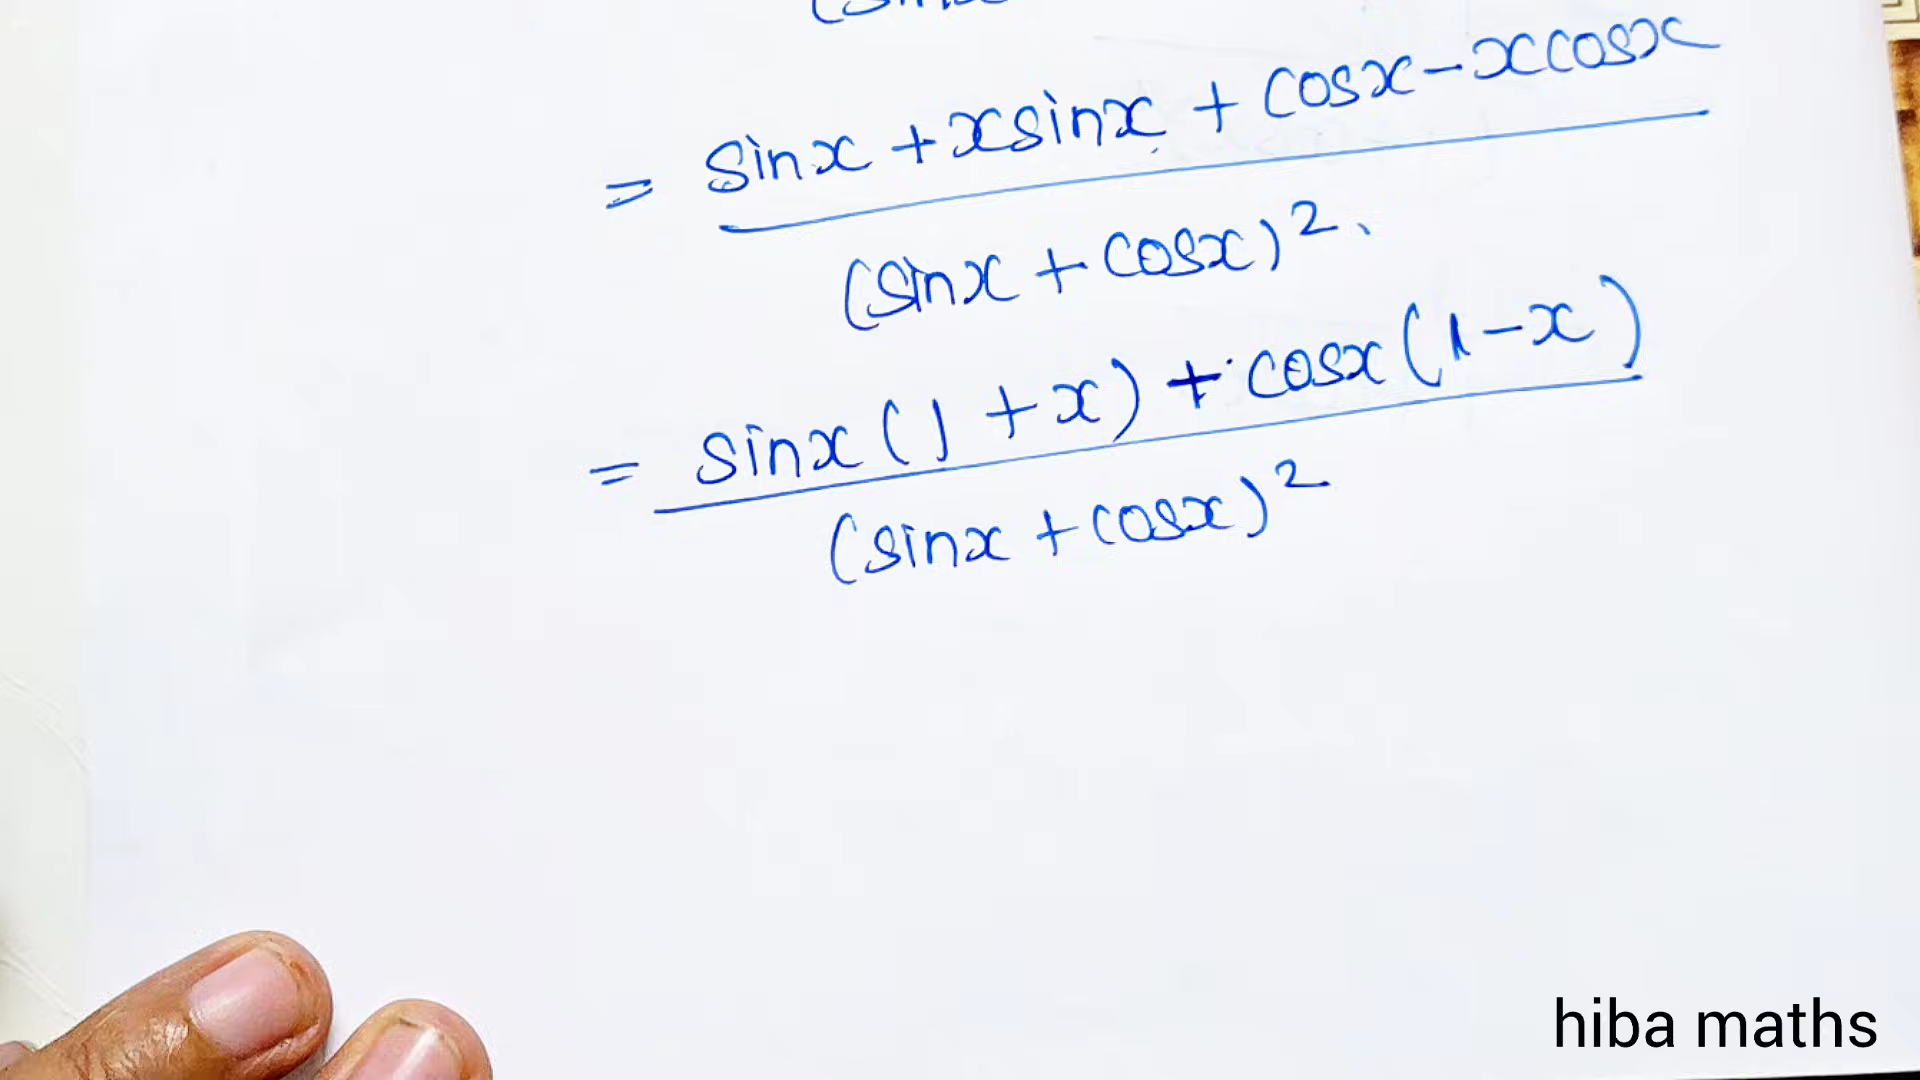 = sinx + xsinx + cosx - xcosx
(sinx + cosx)²
= sinx (1 + x) + cosx (1 - x)
(sinx + cosx)²
hiba maths